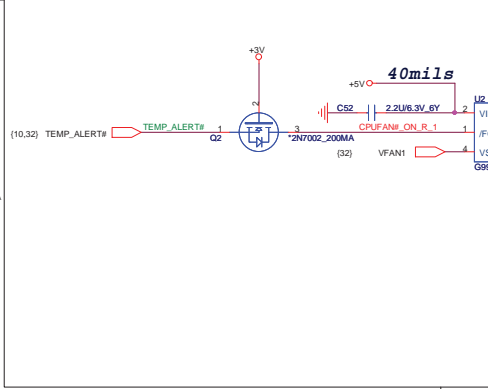 +3V
40mils
+5V
U2
2
C52
2.2U/6.3V_6Y
2
VI
{10,32} TEMP_ALERT#
TEMP_ALERT#
1
Q2
3
*2N7002_200MA
CPUFAN#_ON_R_1
1
/F
{32}
VFAN1
4
VS
G99